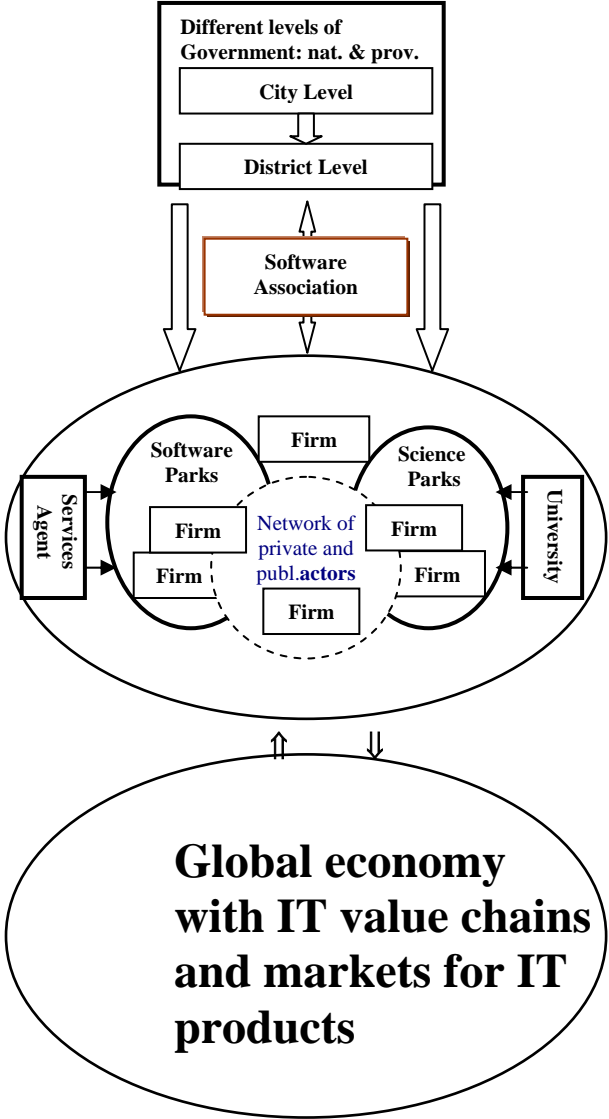 Different levels of
Government: nat. & prov.
City Level
District Level
Software
Association
Firm
Software
Parks
Science
Parks
Services
Agent
University
Firm
Firm
Network of
private and
publ.actors
Firm
Firm
Firm
Global economy
with IT value chains
and markets for IT
products